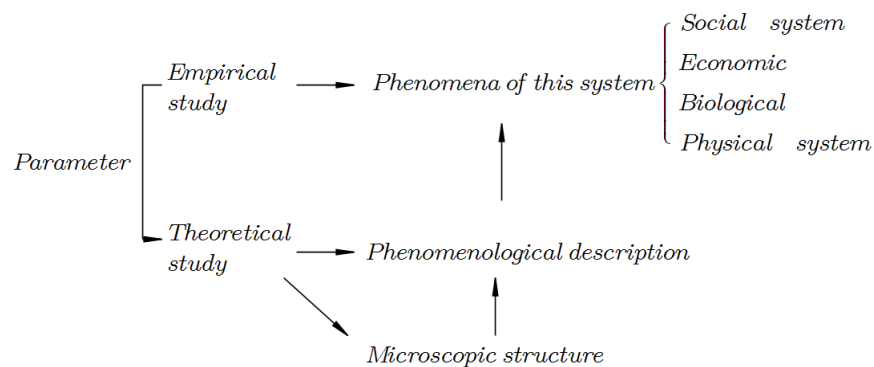 Social system
Empirical
study
Phenomena of this system
Economic
Biological
Physical system
Parameter
Theoretical
study
Phenomenological description
Microscopic structure